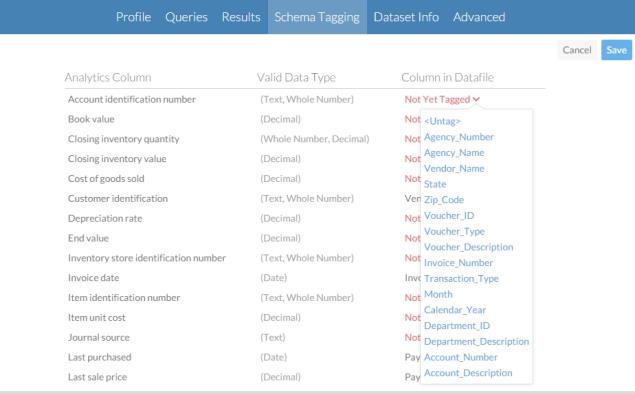 Profile Queries Results Schema Tagging Dataset Info Advanced
Cancel Save
Analytics Column Valid Data Type Column in Datafile
Account identification number (Text, Whole Number) Not Yet Tagged
Book value (Decimal) Not
<Untag>
Closing inventory quantity (Whole Number, Decimal) Not
Agency_Number
Closing inventory value (Decimal) Not
Agency_Name
Cost of goods sold (Decimal) Not
Vendor_Name
State
Customer identification (Text, Whole Number) Ven
Zip_Code
Depreciation rate (Decimal) Not
Voucher_ID
Voucher_Type
End value (Decimal) Not
Voucher_Description
Inventory store identification number (Text, Whole Number) Not
Invoice_Number
Invoice date (Date) Invo
Transaction_Type
Item identification number (Text, Whole Number) Not
Month
Calendar_Year
Item unit cost (Decimal) Not
Department_ID
Journal source (Text) Not
Department_Description
Last purchased (Date) Pay
Account_Number
Last sale price (Decimal) Pay
Account_Description